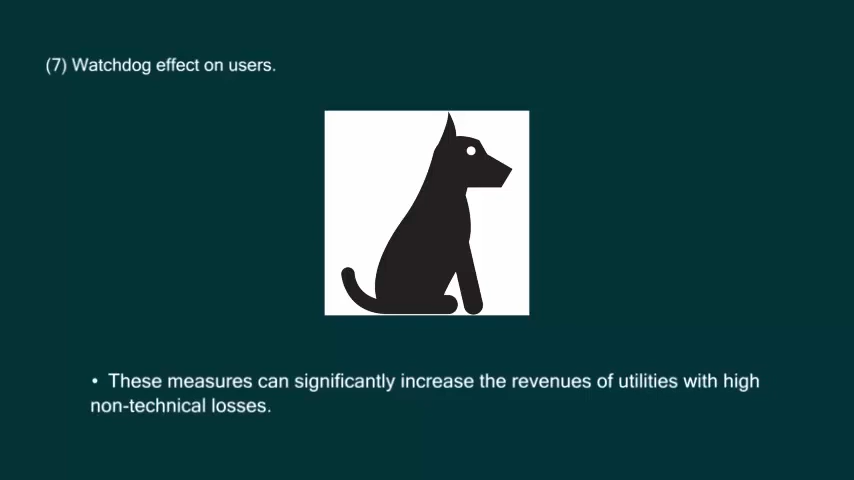 (7) Watchdog effect on users.
• These measures can significantly increase the revenues of utilities with high
non-technical losses.